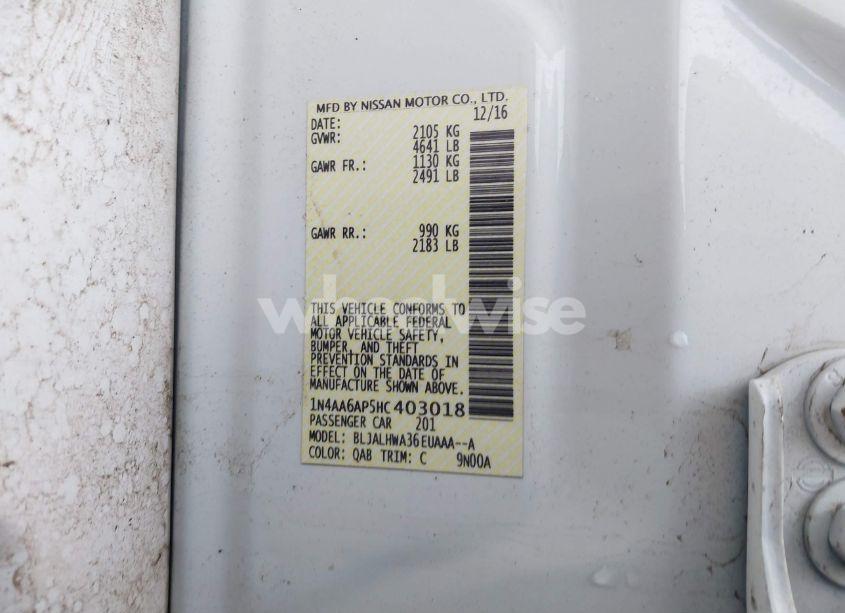 MFD BY NISSAN MOTOR CO., LTD.
DATE: 12/16
GVWR: 2105 KG
4641 LB
GAWR FR.: 1130 KG
2491 LB
GAWR RR.: 990 KG
2183 LB
THIS VEHICLE CONFORMS TO
ALL APPLICABLE FEDERAL
MOTOR VEHICLE SAFETY,
BUMPER, AND THEFT
PREVENTION STANDARDS IN
EFFECT ON THE DATE OF
MANUFACTURE SHOWN ABOVE.
1N4AA6AP5HC403018
PASSENGER CAR 201
MODEL: BLJALHWA36EUAAA--A
COLOR: QAB TRIM: C 9N00A
wheelwise